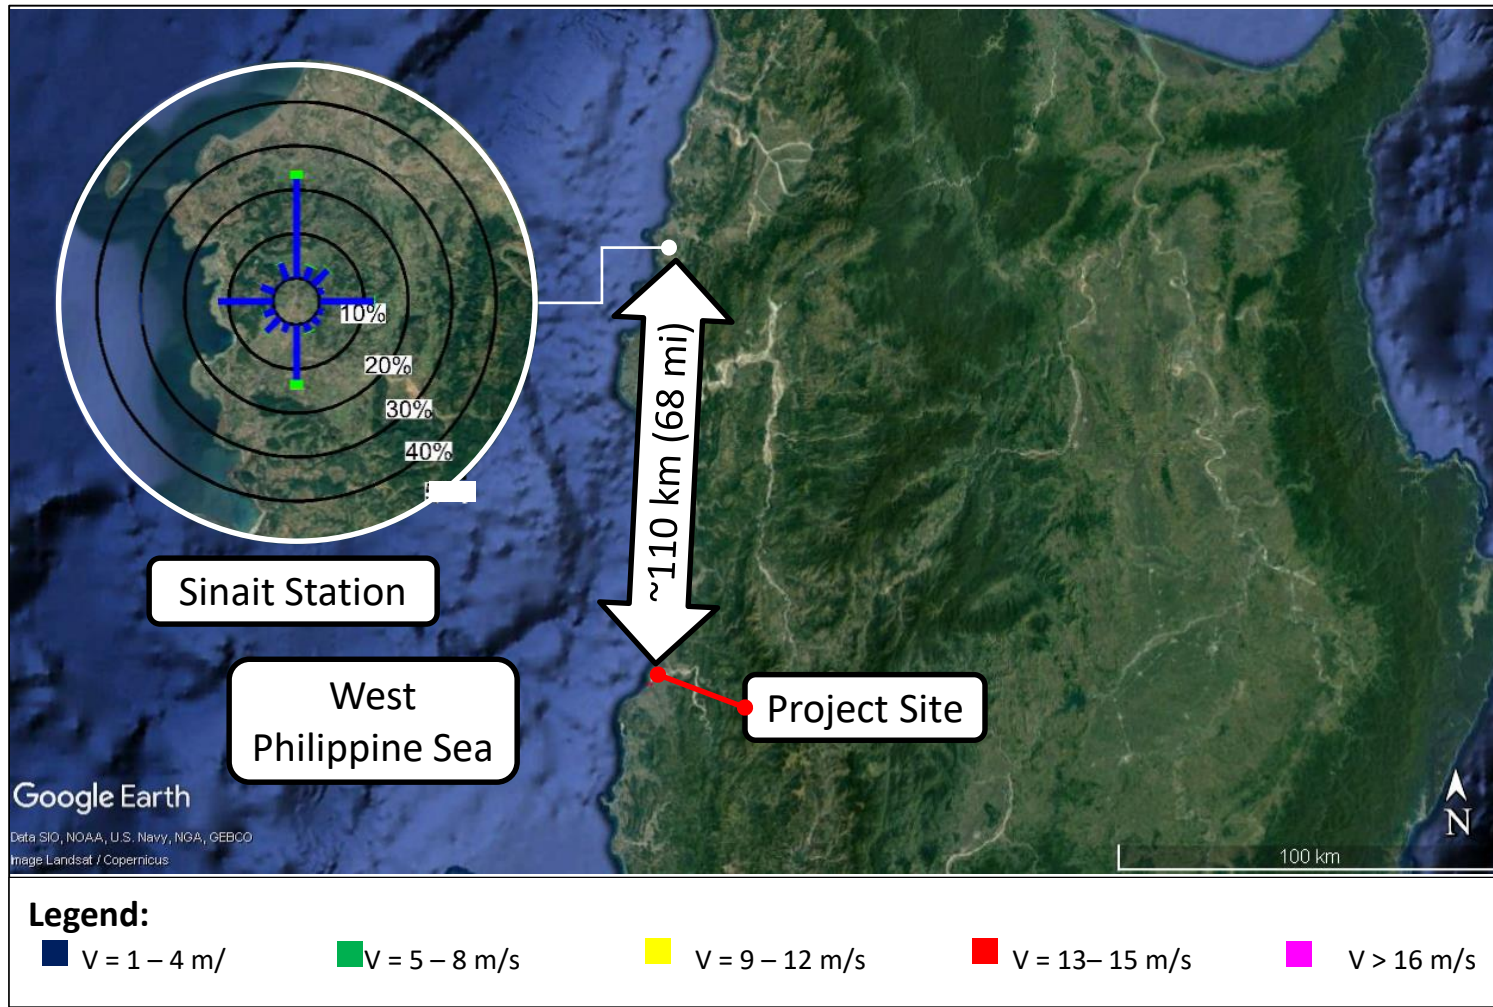 10%
20%
30%
40%
~110 km (68 mi)
Sinait Station
West
Philippine Sea
Project Site
Google Earth
Data SIO, NOAA, U.S. Navy, NGA, GEBCO
Image Landsat / Copernicus
N
100 km
Legend:
V = 1 – 4 m/
V = 5 – 8 m/s
V = 9 – 12 m/s
V = 13– 15 m/s
V > 16 m/s